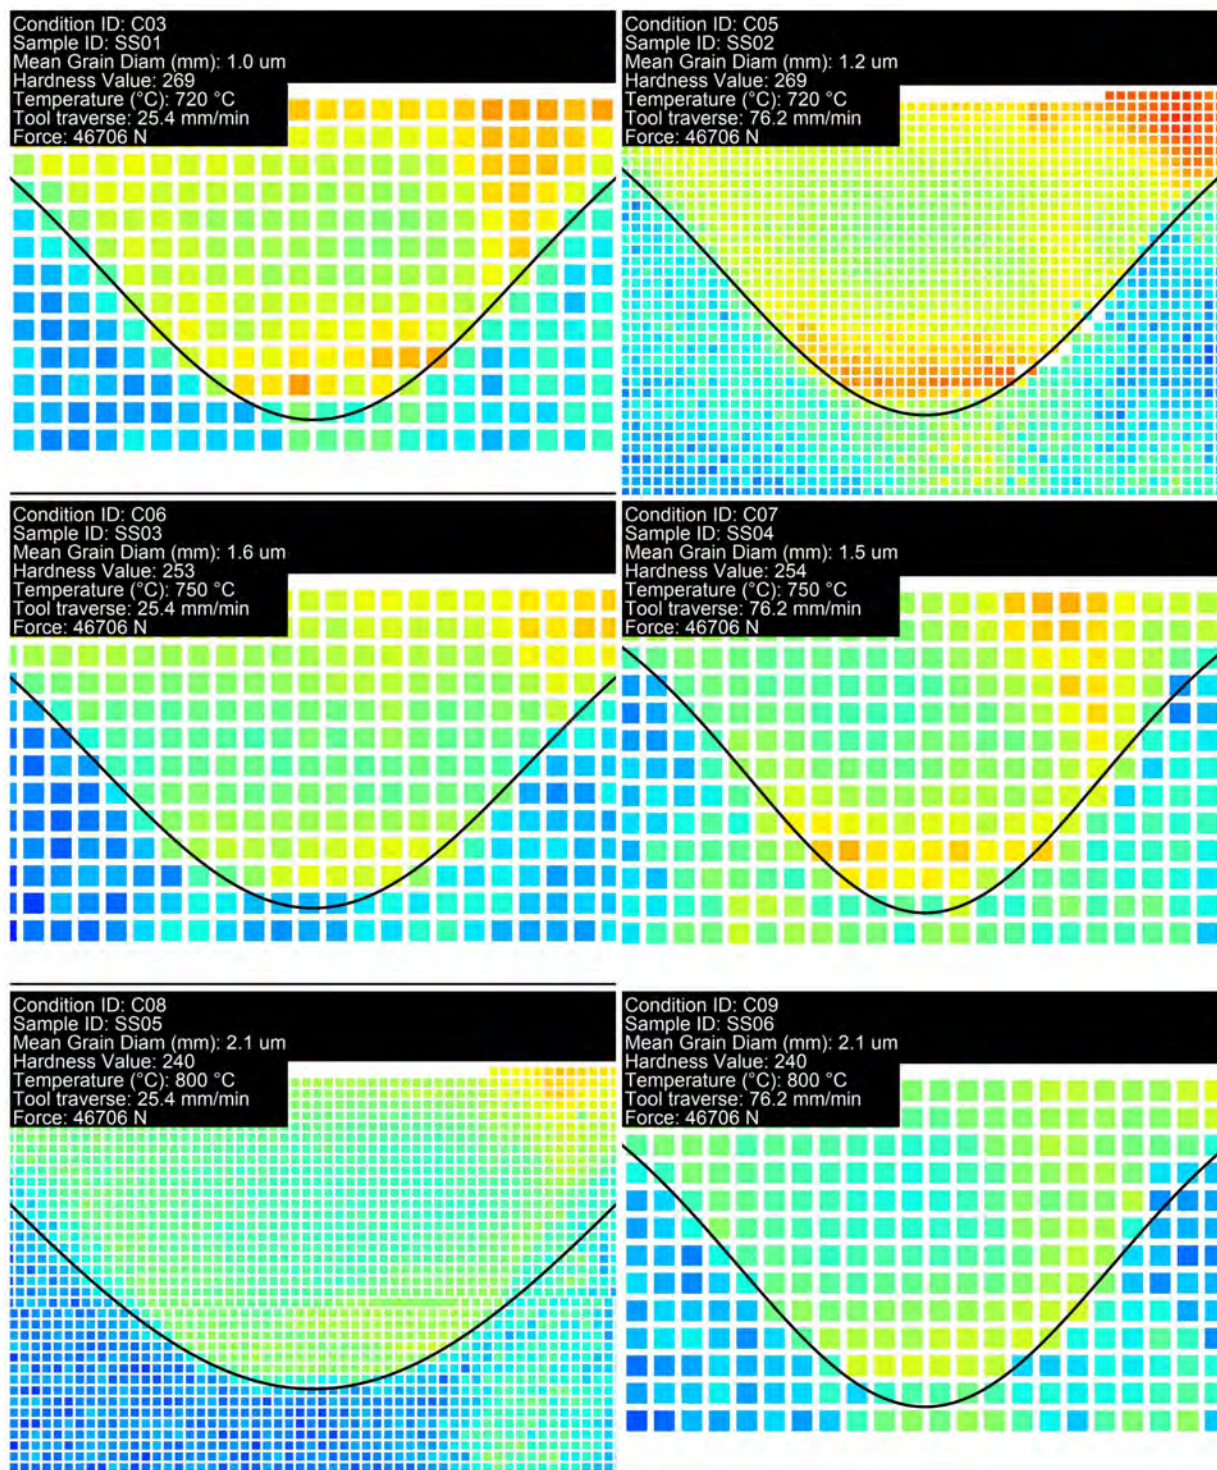 Condition ID: C03
Sample ID: SS01
Mean Grain Diam (mm): 1.0 um
Hardness Value: 269
Temperature (°C): 720 °C
Tool traverse: 25.4 mm/min
Force: 46706 N
Condition ID: C05
Sample ID: SS02
Mean Grain Diam (mm): 1.2 um
Hardness Value: 269
Temperature (°C): 720 °C
Tool traverse: 76.2 mm/min
Force: 46706 N
Condition ID: C06
Sample ID: SS03
Mean Grain Diam (mm): 1.6 um
Hardness Value: 253
Temperature (°C): 750 °C
Tool traverse: 25.4 mm/min
Force: 46706 N
Condition ID: C07
Sample ID: SS04
Mean Grain Diam (mm): 1.5 um
Hardness Value: 254
Temperature (°C): 750 °C
Tool traverse: 76.2 mm/min
Force: 46706 N
Condition ID: C08
Sample ID: SS05
Mean Grain Diam (mm): 2.1 um
Hardness Value: 240
Temperature (°C): 800 °C
Tool traverse: 25.4 mm/min
Force: 46706 N
Condition ID: C09
Sample ID: SS06
Mean Grain Diam (mm): 2.1 um
Hardness Value: 240
Temperature (°C): 800 °C
Tool traverse: 76.2 mm/min
Force: 46706 N